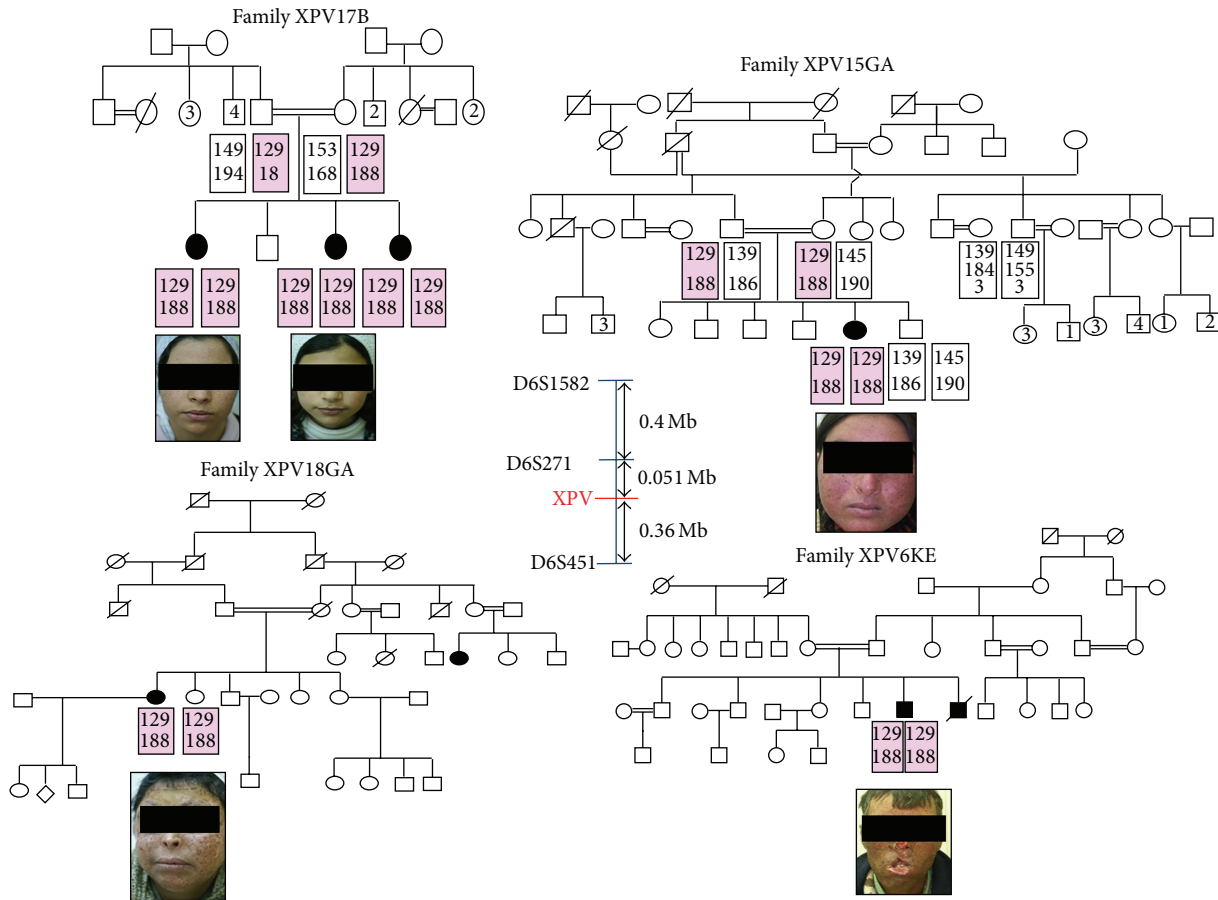 Family XPV17B
3
4
2
2
149 129 153 129
194 18 168 188
129 129 129 129 129 129
188 188 188 188 188 188
Family XPV15GA
129 139 129 145
188 186 188 190
139 149
184 155
3 3
3
3
1
3
4
1
2
129 129 139 145
188 188 186 190
D6S1582
0.4 Mb
D6S271
0.051 Mb
XPV
0.36 Mb
D6S451
Family XPV18GA
129 129
188 188
Family XPV6KE
129 129
188 188